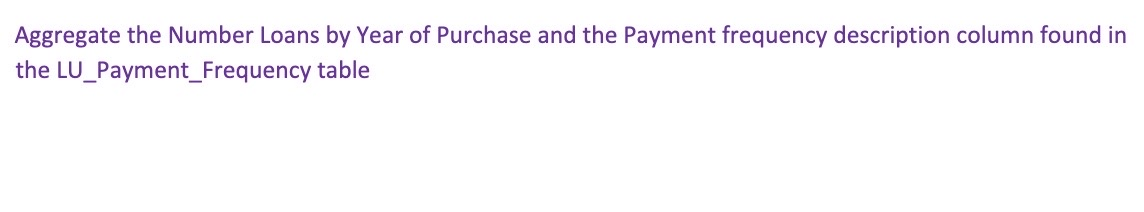 Aggregate the Number Loans by Year of Purchase and the Payment frequency description column found in
the LU_Payment_Frequency table